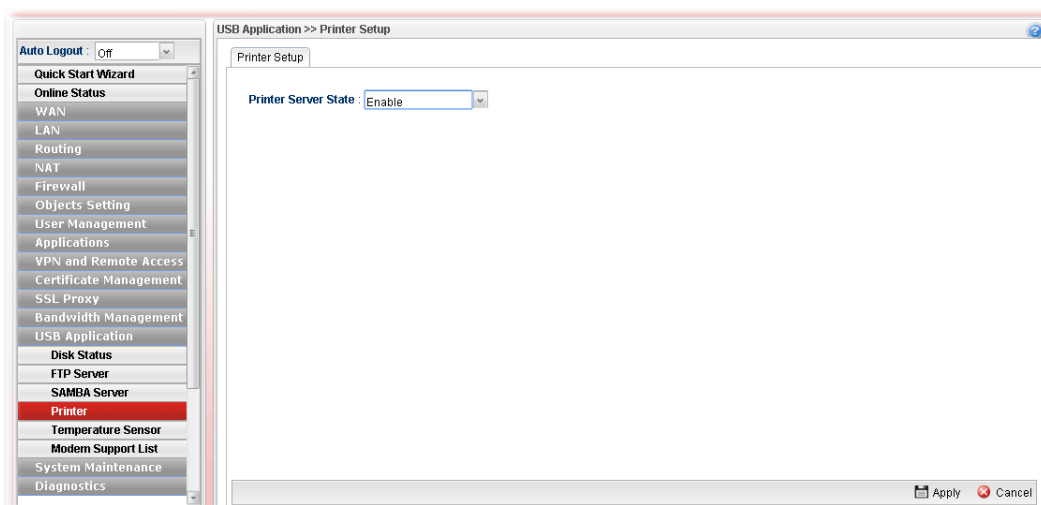 USB Application >> Printer Setup
Auto Logout : Off
Quick Start Wizard
Online Status
WAN
LAN
Routing
NAT
Firewall
Objects Setting
User Management
Applications
VPN and Remote Access
Certificate Management
SSL Proxy
Bandwidth Management
USB Application
Disk Status
FTP Server
SAMBA Server
Printer
Temperature Sensor
Modem Support List
System Maintenance
Diagnostics
Printer Setup
Printer Server State : Enable
Apply Cancel